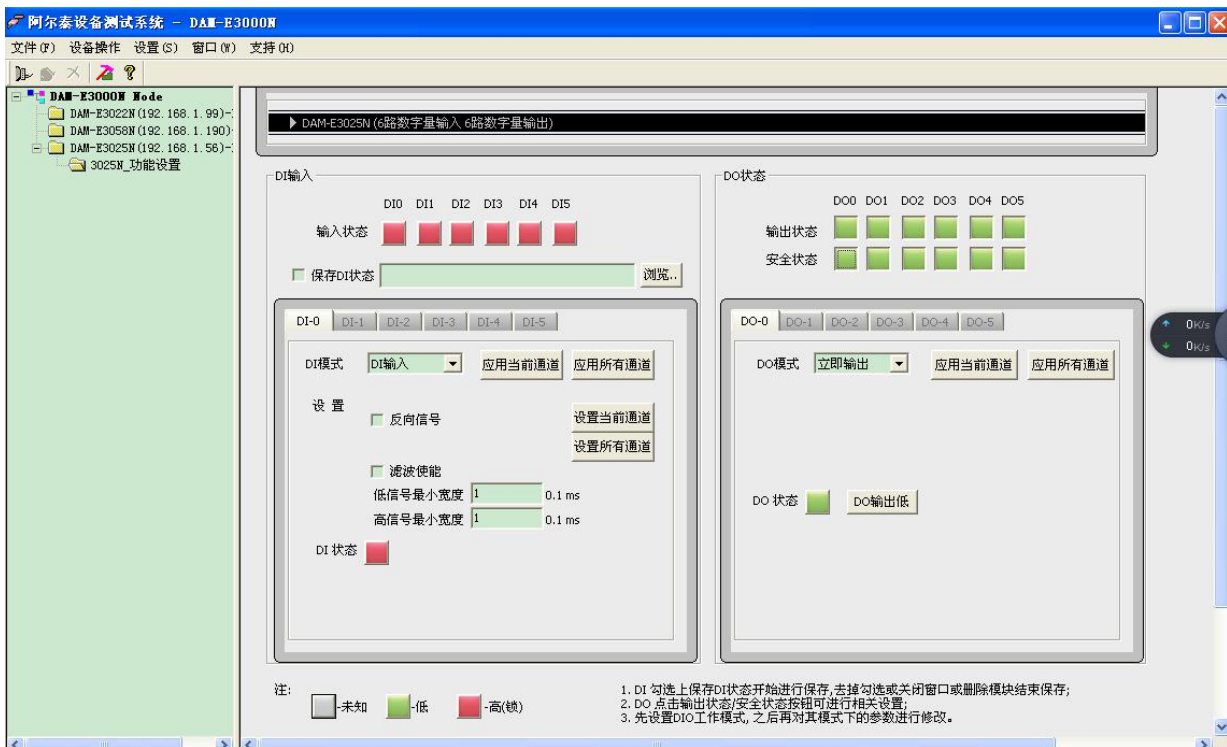 阿尔泰设备测试系统 - DAM-E3000N
文件(F) 设备操作 设置(S) 窗口(W) 支持(H)
DAM-E3000N Node
DAM-E3022N(192.168.1.99)-
DAM-E3058N(192.168.1.190)-
DAM-E3025N(192.168.1.56)-
3025N_功能设置
DAM-E3025N (6路数字量输入 6路数字量输出)
DI输入
DI0 DI1 DI2 DI3 DI4 DI5
输入状态
保存DI状态 浏览..
DI-0 DI-1 DI-2 DI-3 DI-4 DI-5
DI模式 DI输入 应用当前通道 应用所有通道
设 置
反向信号 设置当前通道
设置所有通道
滤波使能
低信号最小宽度 1 0.1 ms
高信号最小宽度 1 0.1 ms
DI 状态
DO状态
DO0 DO1 DO2 DO3 DO4 DO5
输出状态
安全状态
DO-0 DO-1 DO-2 DO-3 DO-4 DO-5
DO模式 立即输出 应用当前通道 应用所有通道
DO 状态 DO输出低
0K/s
0K/s
注: -未知 -低 -高(锁)
1. DI 勾选上保存DI状态开始进行保存,去掉勾选或关闭窗口或删除模块结束保存;
2. DO 点击输出状态/安全状态按钮可进行相关设置;
3. 先设置DIO工作模式, 之后再对其模式下的参数进行修改。